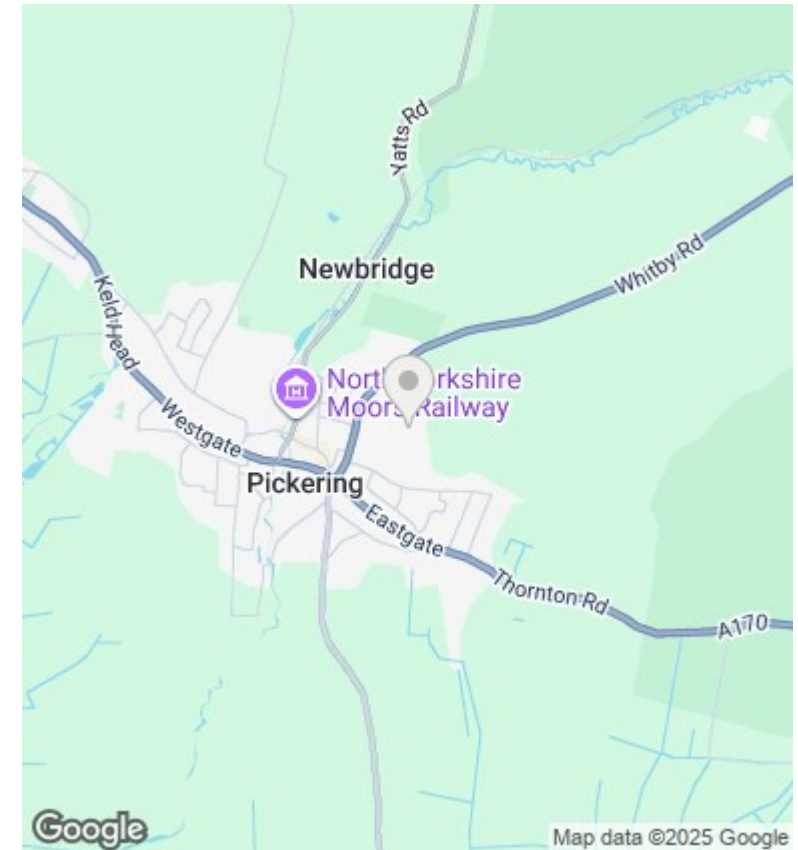 Yatts Rd
Newbridge
Whitby Rd
Keld Head
North Yorkshire
Moors Railway
Westgate
Pickering
Eastgate
Thornton Rd
A170
Google
Map data ©2025 Google